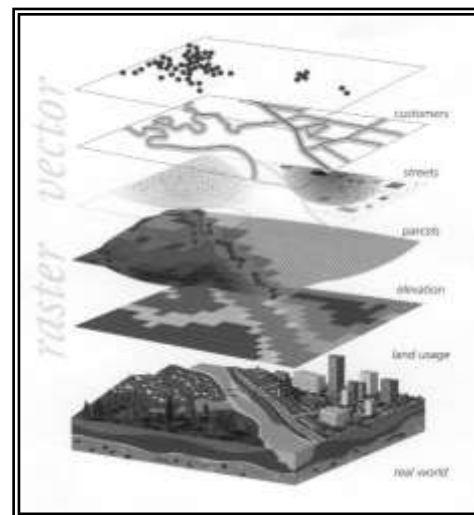 customers
streets
parcels
elevation
land usage
real world
vector
raster